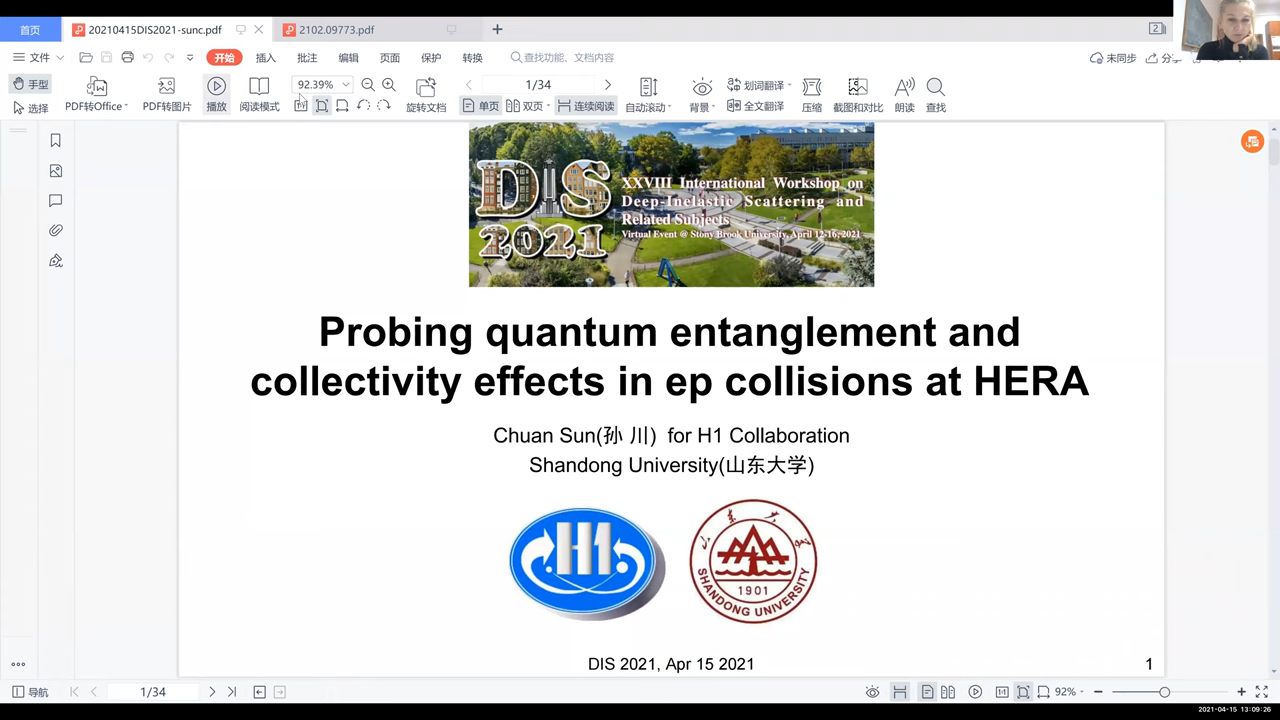 首页
20210415DIS2021-sunc.pdf
2102.09773.pdf
2
文件
开始
插入
批注
编辑
页面
保护
转换
查找功能、文档内容
未同步
手型
选择
PDF转Office
PDF转图片
播放
阅读模式
92.39%
旋转文档
1/34
单页
双页
连续阅读
自动滚动
背景
划词翻译
全文翻译
压缩
截图和对比
朗读
查找
DIS
2021
XXVIII International Workshop on
Deep-Inelastic Scattering and
Related Subjects
Virtual Event @ Stony Brook University, April 12-16, 2021
Probing quantum entanglement and
collectivity effects in ep collisions at HERA
Chuan Sun(孙 川) for H1 Collaboration
Shandong University(山东大学)
H1
1901
SHANDONG UNIVERSITY
DIS 2021, Apr 15 2021
1
导航
1/34
92%
2021-04-15 13:09:26